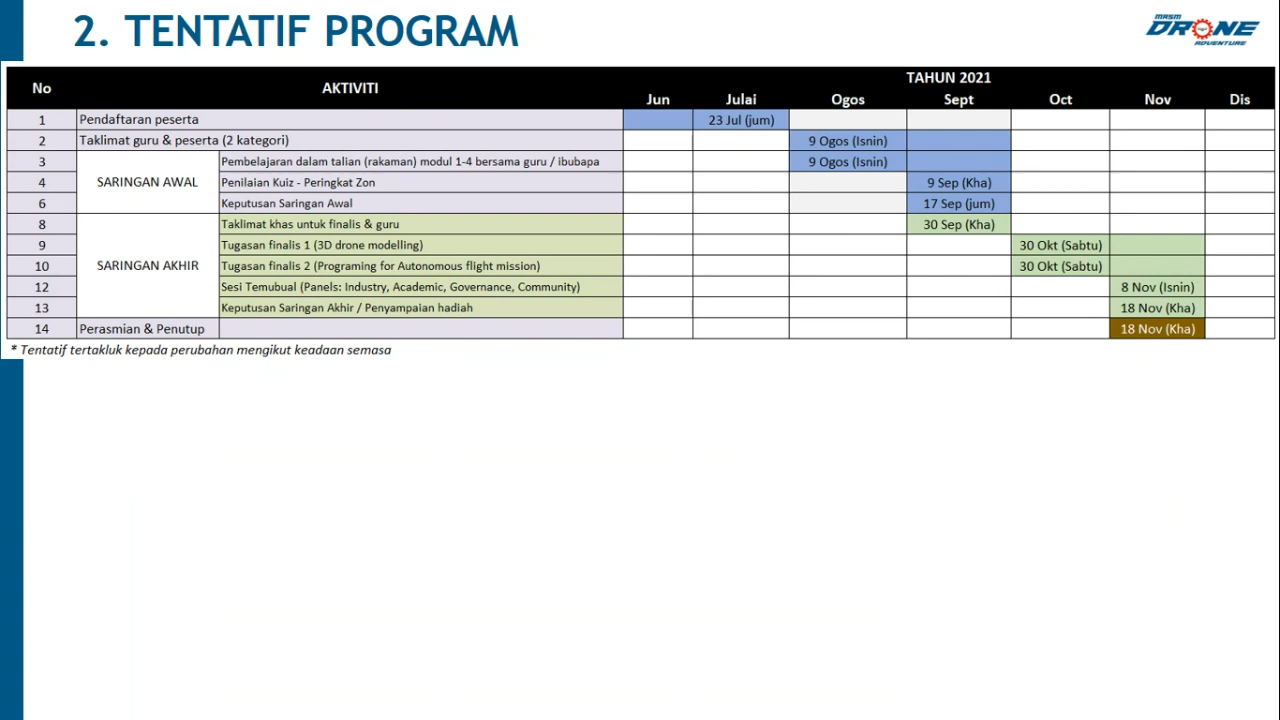 2. TENTATIF PROGRAM
MRSM
DRONE
ADVENTURE
No AKTIVITI TAHUN 2021
Jun Julai Ogos Sept Oct Nov Dis
1 Pendaftaran peserta 23 Jul (jum)
2 Taklimat guru & peserta (2 kategori) 9 Ogos (Isnin)
3 Pembelajaran dalam talian (rakaman) modul 1-4 bersama guru / ibubapa 9 Ogos (Isnin)
SARINGAN AWAL
4 Penilaian Kuiz - Peringkat Zon 9 Sep (Kha)
6 Keputusan Saringan Awal 17 Sep (jum)
8 Taklimat khas untuk finalis & guru 30 Sep (Kha)
9 Tugasan finalis 1 (3D drone modelling) 30 Okt (Sabtu)
SARINGAN AKHIR
10 Tugasan finalis 2 (Programing for Autonomous flight mission) 30 Okt (Sabtu)
12 Sesi Temubual (Panels: Industry, Academic, Governance, Community) 8 Nov (Isnin)
13 Keputusan Saringan Akhir / Penyampaian hadiah 18 Nov (Kha)
14 Perasmian & Penutup 18 Nov (Kha)
* Tentatif tertakluk kepada perubahan mengikut keadaan semasa